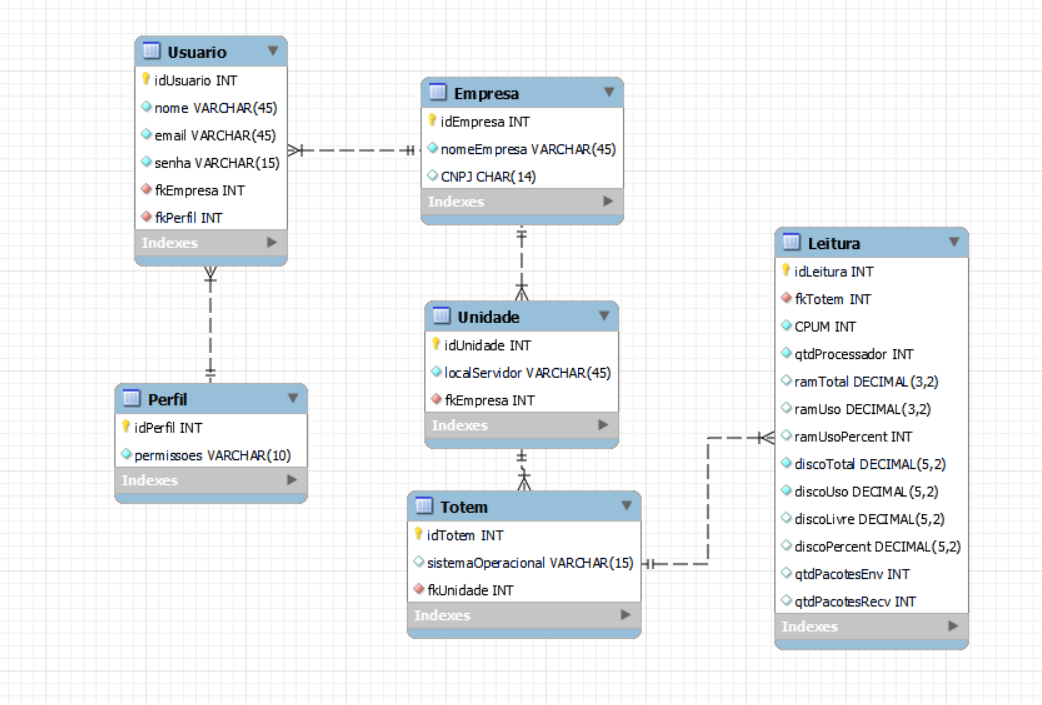 Usuario
idUsuario INT
nome VARCHAR(45)
email VARCHAR(45)
senha VARCHAR(15)
fkEmpresa INT
fkPerfil INT
Indexes
Empresa
idEmpresa INT
nomeEmpresa VARCHAR(45)
CNPJ CHAR(14)
Indexes
Unidade
idUnidade INT
localServidor VARCHAR(45)
fkEmpresa INT
Indexes
Perfil
idPerfil INT
permissoes VARCHAR(10)
Indexes
Totem
idTotem INT
sistemaOperacional VARCHAR(15)
fkUnidade INT
Indexes
Leitura
idLeitura INT
fkTotem INT
CPUM INT
qtdProcessador INT
ramTotal DECIMAL(3,2)
ramUso DECIMAL(3,2)
ramUsoPercent INT
discoTotal DECIMAL(5,2)
discoUso DECIMAL(5,2)
discoLivre DECIMAL(5,2)
discoPercent DECIMAL(5,2)
qtdPacotesEnv INT
qtdPacotesRecv INT
Indexes